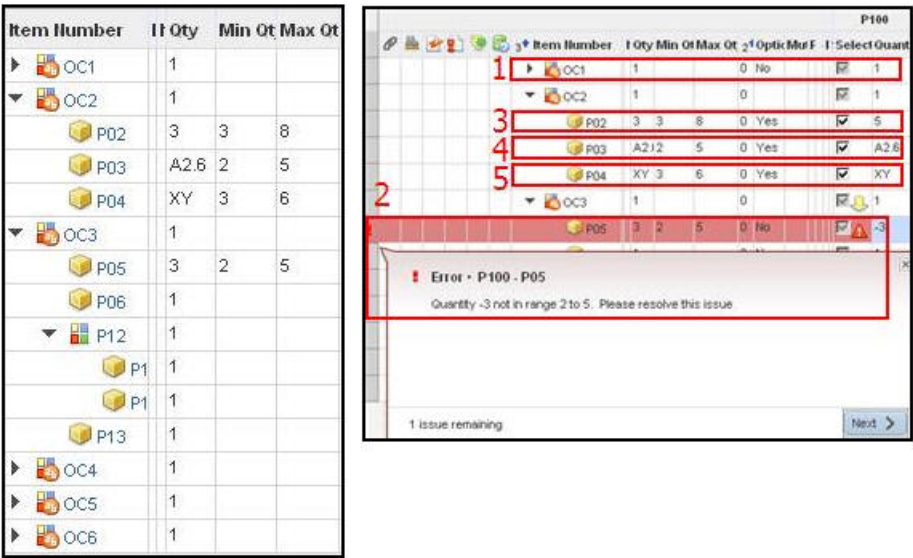 Item Number Qty Min Qt Max Qt
OC1 1
OC2 1
P02 3 3 8
P03 A2.6 2 5
P04 XY 3 6
OC3 1
P05 3 2 5
P06 1
P12 1
P1 1
P1 1
P13 1
OC4 1
OC5 1
OC6 1
P100
Item Number Qty Min Qt Max Qt Optic Select Quant
1 OC1 1 0 No 1
OC2 1 0 1
3 P02 3 3 8 0 Yes 5
4 P03 2 5 0 Yes A2.6
5 P04 XY 3 6 0 Yes XY
2 OC3 1 0 1
P05 3 2 5 0 No -3
Error - P100 - P05
Quantity -3 not in range 2 to 5. Please resolve this issue
1 issue remaining
Next